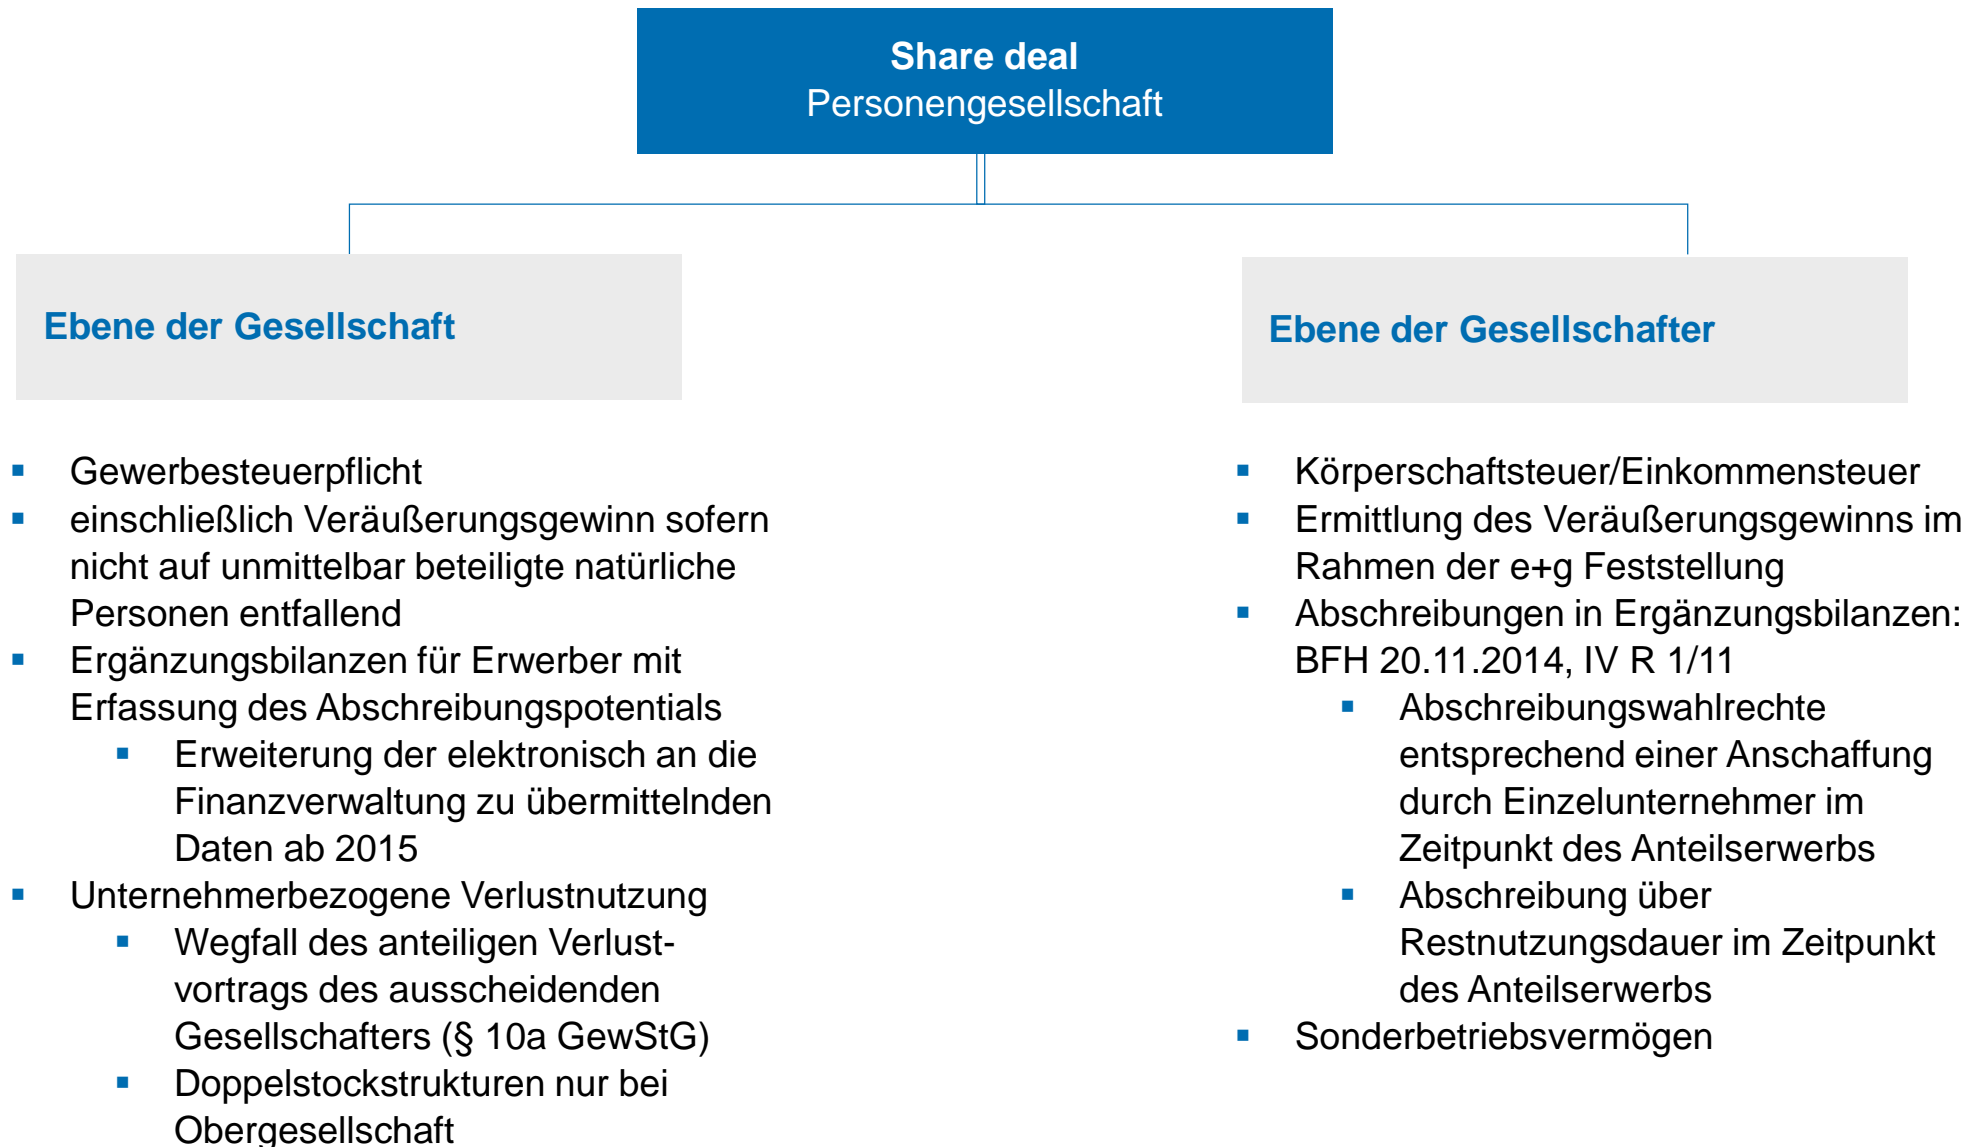 Share deal
Personengesellschaft
Ebene der Gesellschaft
▪ Gewerbesteuerpflicht
▪ einschließlich Veräußerungsgewinn sofern
nicht auf unmittelbar beteiligte natürliche
Personen entfallend
▪ Ergänzungsbilanzen für Erwerber mit
Erfassung des Abschreibungspotentials
▪ Erweiterung der elektronisch an die
Finanzverwaltung zu übermittelnden
Daten ab 2015
▪ Unternehmerbezogene Verlustnutzung
▪ Wegfall des anteiligen Verlust-
vortrags des ausscheidenden
Gesellschafters (§ 10a GewStG)
▪ Doppelstockstrukturen nur bei
Obergesellschaft
Ebene der Gesellschafter
▪ Körperschaftsteuer/Einkommensteuer
▪ Ermittlung des Veräußerungsgewinns im
Rahmen der e+g Feststellung
▪ Abschreibungen in Ergänzungsbilanzen:
BFH 20.11.2014, IV R 1/11
▪ Abschreibungswahlrechte
entsprechend einer Anschaffung
durch Einzelunternehmer im
Zeitpunkt des Anteilserwerbs
▪ Abschreibung über
Restnutzungsdauer im Zeitpunkt
des Anteilserwerbs
▪ Sonderbetriebsvermögen